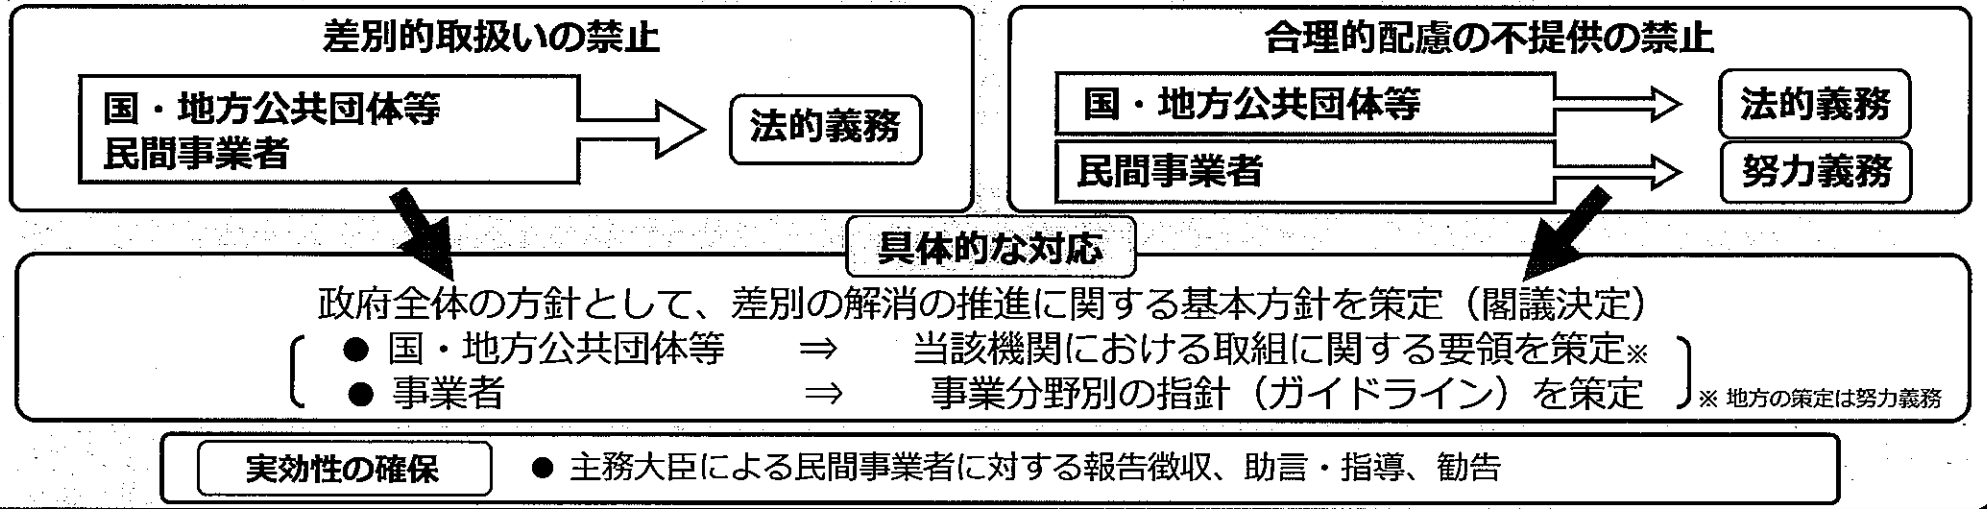 差別的取扱いの禁止
国・地方公共団体等
民間事業者
法的義務
合理的配慮の不提供の禁止
国・地方公共団体等
法的義務
民間事業者
努力義務
具体的な対応
政府全体の方針として、差別の解消の推進に関する基本方針を策定（閣議決定）
● 国・地方公共団体等 ⇒ 当該機関における取組に関する要領を策定※
● 事業者 ⇒ 事業分野別の指針（ガイドライン）を策定
※ 地方の策定は努力義務
実効性の確保
● 主務大臣による民間事業者に対する報告徴収、助言・指導、勧告